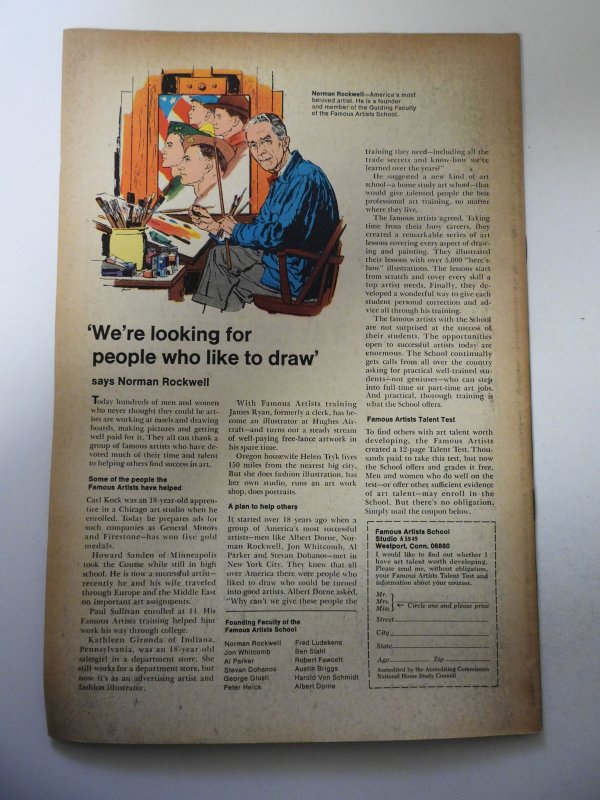 Norman Rockwell—America's most
beloved artist. He is a founder
and member of the Guiding Faculty
of the Famous Artists School.
'We're looking for
people who like to draw'
says Norman Rockwell
Today hundreds of men and women
who never thought they could be art-
ists are working at easels and drawing
boards, making pictures and getting
well paid for it. They all can thank a
group of famous artists who have de-
voted much of their time and talent
to helping others find success in art.
Some of the people the
Famous Artists have helped
Carl Kock was an 18-year-old appren-
tice in a Chicago art studio when he
enrolled. Today he prepares ads for
such companies as General Motors
and Firestone—has won five gold
medals.
Howard Sanden of Minneapolis
took the Course while still in high
school. He is now a successful artist—
recently he and his wife traveled
through Europe and the Middle East
on important art assignments.
Paul Sullivan enrolled at 14. His
Famous Artists training helped him
work his way through college.
Kathleen Gironda of Indiana,
Pennsylvania, was an 18-year-old
salesgirl in a department store. She
still works for a department store, but
now it's as an advertising artist and
fashion illustrator.
With Famous Artists training
James Ryan, formerly a clerk, has be-
come an illustrator at Hughes Air-
craft—and turns out a steady stream
of well-paying free-lance artwork in
his spare time.
Oregon housewife Helen Tryk lives
150 miles from the nearest big city.
But she does fashion illustration, has
her own studio, runs an art work
shop, does portraits.
A plan to help others
It started over 18 years ago when a
group of America's most successful
artists—men like Albert Dorne, Nor-
man Rockwell, Jon Whitcomb, Al
Parker and Stevan Dohanos—met in
New York City. They knew that all
over America there were people who
liked to draw who could be turned
into good artists. Albert Dorne asked,
"Why can't we give these people the
Founding Faculty of the
Famous Artists School
Norman Rockwell
Jon Whitcomb
Al Parker
Stevan Dohanos
George Giusti
Peter Helck
Fred Ludekens
Ben Stahl
Robert Fawcett
Austin Briggs
Harold Von Schmidt
Albert Dorne
training they need—including all the
trade secrets and know-how we've
learned over the years?"
He suggested a new kind of art
school—a home study art school—that
would give talented people the best
professional art training, no matter
where they live.
The famous artists agreed. Taking
time from their busy careers, they
created a remarkable series of art
lessons covering every aspect of draw-
ing and painting. They illustrated
their lessons with over 5,000 "here's-
how" illustrations. The lessons start
from scratch and cover every skill a
top artist needs. Finally, they de-
veloped a wonderful way to give each
student personal correction and ad-
vice all through his training.
The famous artists with the School
are not surprised at the success of
their students. The opportunities
open to successful artists today are
enormous. The School continually
gets calls from all over the country
asking for practical well-trained stu-
dents—not geniuses—who can step
into full-time or part-time art jobs.
And practical, thorough training is
what the School offers.
Famous Artists Talent Test
To find others with art talent worth
developing, the Famous Artists
created a 12-page Talent Test. Thou-
sands paid to take this test, but now
the School offers and grades it free.
Men and women who do well on the
test—or offer other sufficient evidence
of art talent—may enroll in the
School. But there's no obligation.
Simply mail the coupon below.
Famous Artists School
Studio A5949
Westport, Conn. 06880
I would like to find out whether I
have art talent worth developing.
Please send me, without obligation,
your Famous Artists Talent Test and
information about your courses.
Mr.
Mrs.
Miss
← Circle one and please print
Street
City
State
Age Zip
Accredited by the Accrediting Commission
National Home Study Council